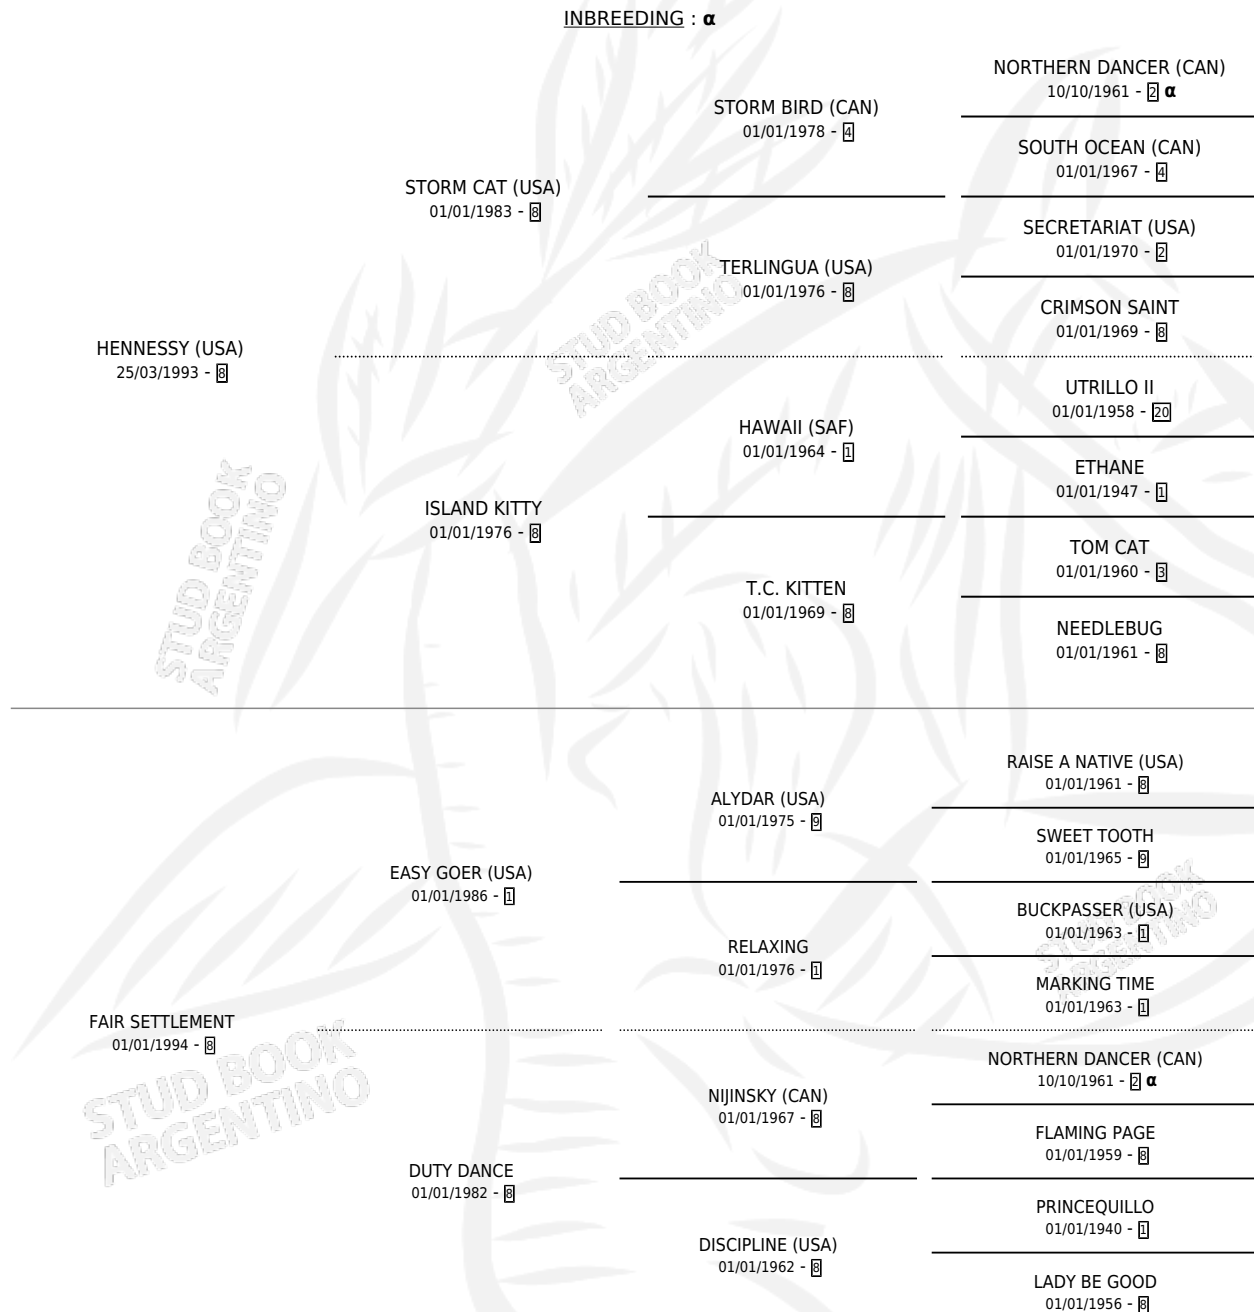 INBREEDING : α
NORTHERN DANCER (CAN)
10/10/1961 - 2 α
STORM BIRD (CAN)
01/01/1978 - 4
SOUTH OCEAN (CAN)
01/01/1967 - 4
STORM CAT (USA)
01/01/1983 - 8
SECRETARIAT (USA)
01/01/1970 - 2
TERLINGUA (USA)
01/01/1976 - 8
CRIMSON SAINT
01/01/1969 - 8
HENNESSY (USA)
25/03/1993 - 8
UTRILLO II
01/01/1958 - 20
HAWAII (SAF)
01/01/1964 - 1
ETHANE
01/01/1947 - 1
ISLAND KITTY
01/01/1976 - 8
TOM CAT
01/01/1960 - 3
T.C. KITTEN
01/01/1969 - 8
NEEDLEBUG
01/01/1961 - 8
RAISE A NATIVE (USA)
01/01/1961 - 8
ALYDAR (USA)
01/01/1975 - 9
SWEET TOOTH
01/01/1965 - 9
EASY GOER (USA)
01/01/1986 - 1
BUCKPASSER (USA)
01/01/1963 - 1
RELAXING
01/01/1976 - 1
MARKING TIME
01/01/1963 - 1
FAIR SETTLEMENT
01/01/1994 - 8
NORTHERN DANCER (CAN)
10/10/1961 - 2 α
NIJINSKY (CAN)
01/01/1967 - 8
FLAMING PAGE
01/01/1959 - 8
DUTY DANCE
01/01/1982 - 8
PRINCEQUILLO
01/01/1940 - 1
DISCIPLINE (USA)
01/01/1962 - 8
LADY BE GOOD
01/01/1956 - 8
STUD BOOK
ARGENTINO
STUD BOOK
ARGENTINO
STUD BOOK
ARGENTINO
STUD BOOK
ARGENTINO